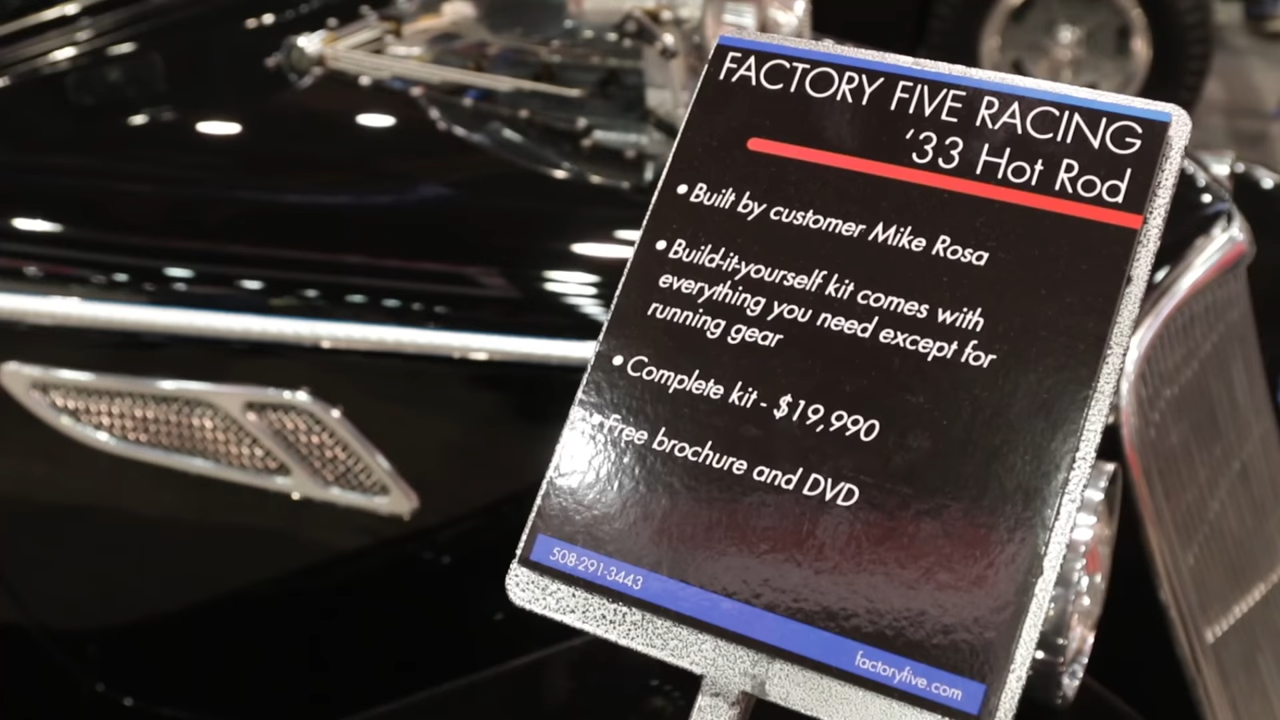 FACTORY FIVE RACING
‘33 Hot Rod
• Built by customer Mike Rosa
• Build-it-yourself kit comes with
everything you need except for
running gear
• Complete kit - $19,990
• Free brochure and DVD
508-291-3443
factoryfive.com